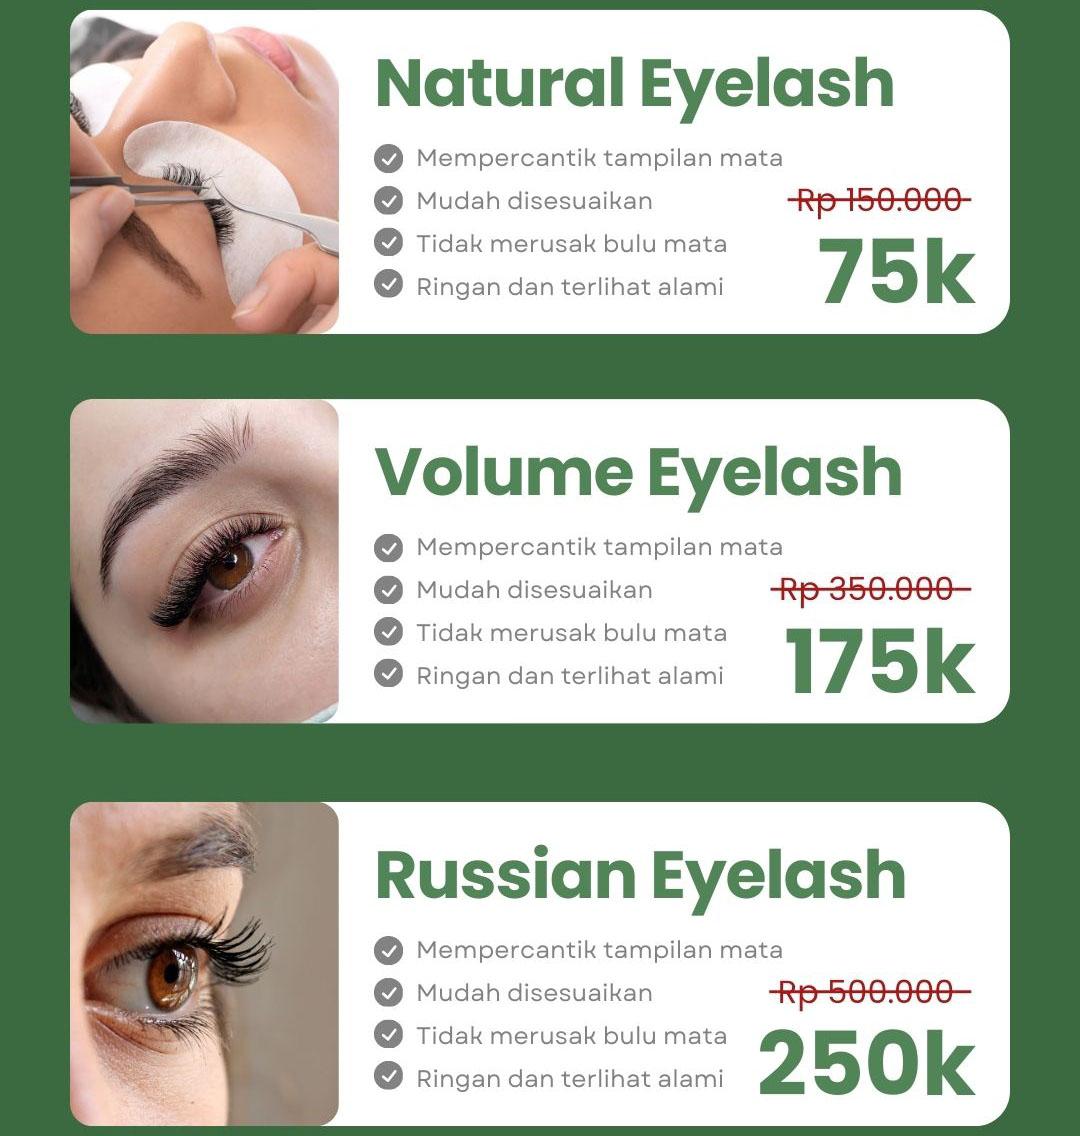 Natural Eyelash
Mempercantik tampilan mata
Mudah disesuaikan
Rp 150.000
Tidak merusak bulu mata
Ringan dan terlihat alami
75k
Volume Eyelash
Mempercantik tampilan mata
Mudah disesuaikan
Rp 350.000
Tidak merusak bulu mata
Ringan dan terlihat alami
175k
Russian Eyelash
Mempercantik tampilan mata
Mudah disesuaikan
Rp 500.000
Tidak merusak bulu mata
Ringan dan terlihat alami
250k